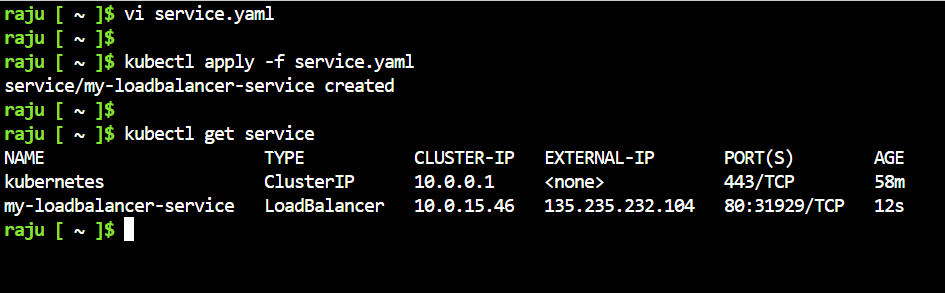 raju [ ~ ]$ vi service.yaml
raju [ ~ ]$
raju [ ~ ]$ kubectl apply -f service.yaml
service/my-loadbalancer-service created
raju [ ~ ]$
raju [ ~ ]$ kubectl get service
NAME                      TYPE           CLUSTER-IP   EXTERNAL-IP       PORT(S)        AGE
kubernetes                ClusterIP      10.0.0.1     <none>            443/TCP        58m
my-loadbalancer-service   LoadBalancer   10.0.15.46   135.235.232.104   80:31929/TCP   12s
raju [ ~ ]$